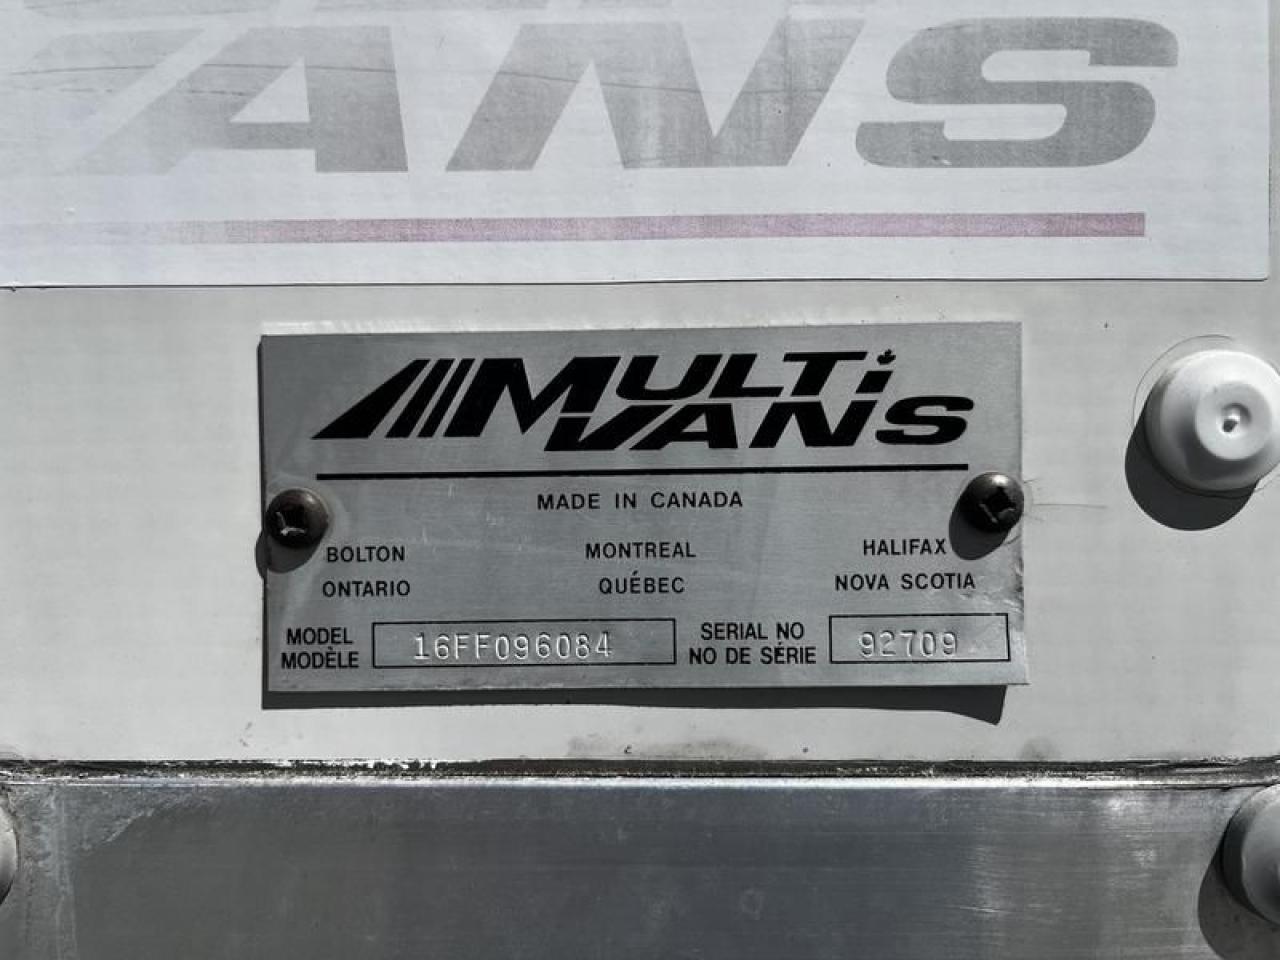 VANS
MULTi
VANS
MADE IN CANADA
BOLTON MONTREAL HALIFAX
ONTARIO QUÉBEC NOVA SCOTIA
MODEL 16FF096084 SERIAL NO 92709
MODÈLE NO DE SÉRIE